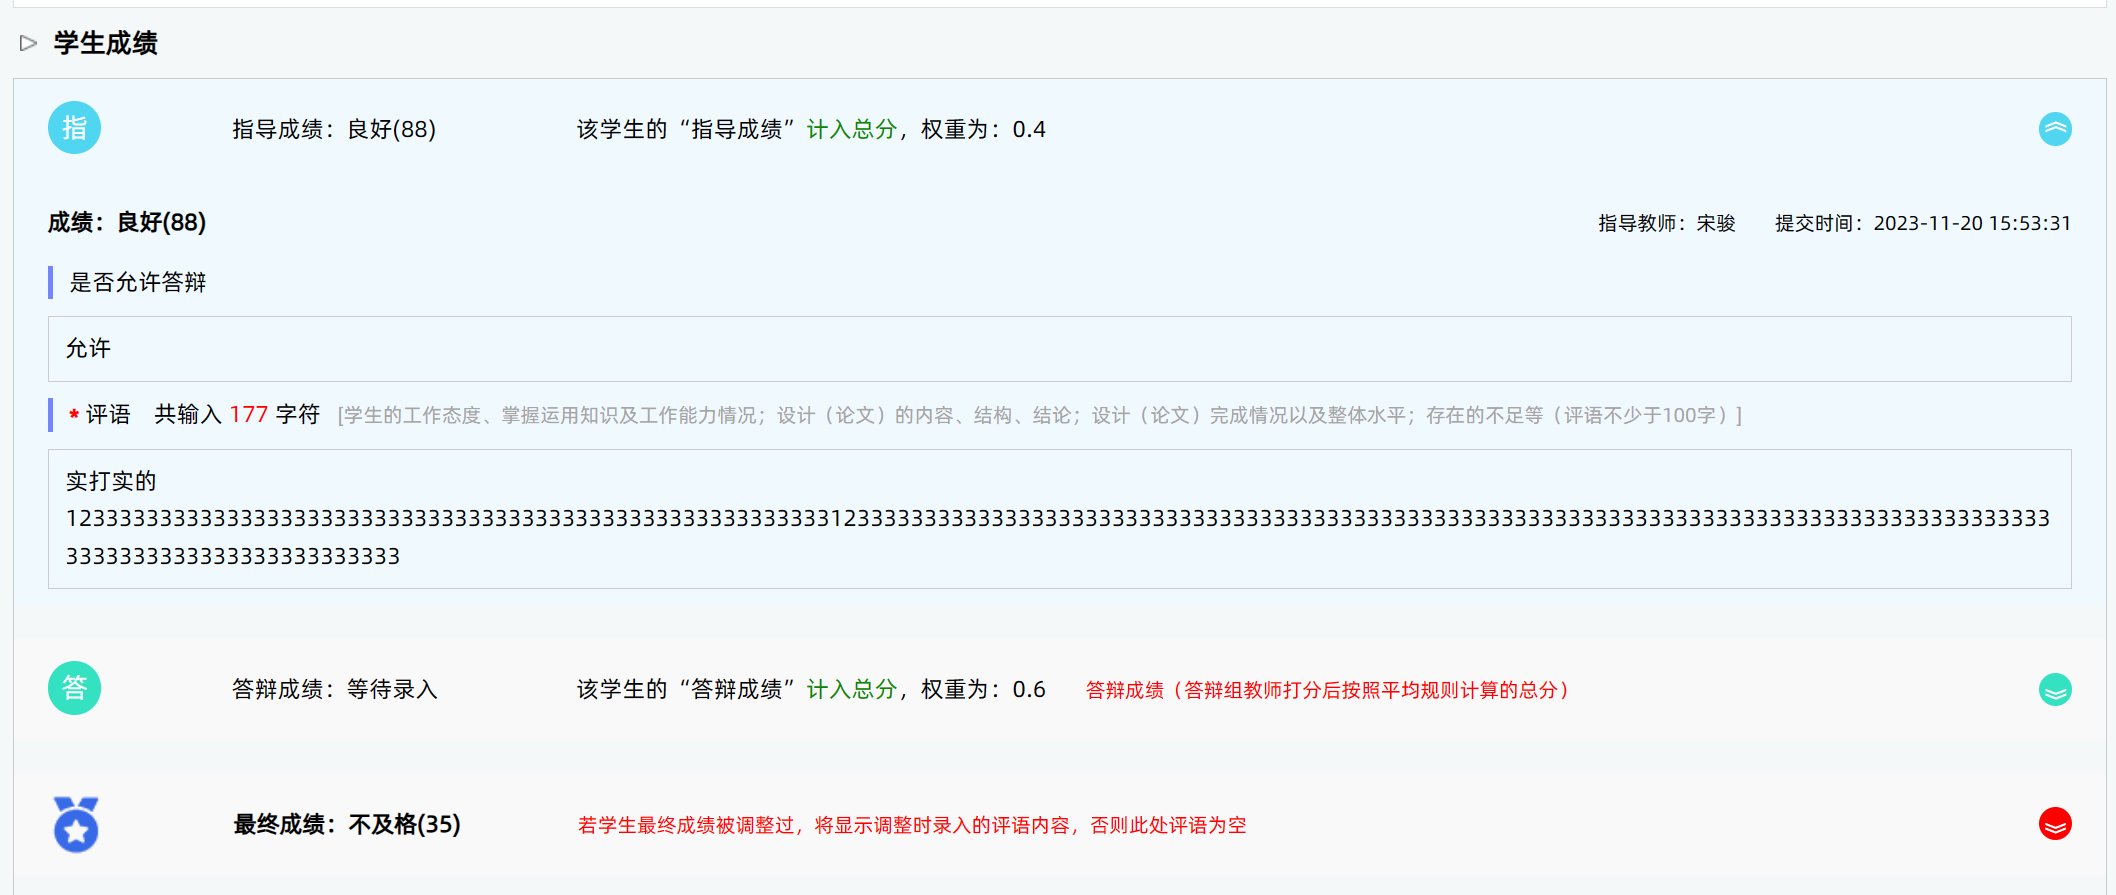 学生成绩
指 指导成绩：良好(88) 该学生的“指导成绩”计入总分，权重为：0.4
成绩：良好(88) 指导教师：宋骏 提交时间：2023-11-20 15:53:31
是否允许答辩
允许
* 评语 共输入 177 字符 [学生的工作态度、掌握运用知识及工作能力情况；设计（论文）的内容、结构、结论；设计（论文）完成情况以及整体水平；存在的不足等（评语不少于100字）]
实打实的
1233333333333333333333333333333333333333333333333333333331233333333333333333333333333333333333333333333333333333333333333333333333333333333333333333
3333333333333333333333333
答 答辩成绩：等待录入 该学生的“答辩成绩”计入总分，权重为：0.6 答辩成绩（答辩组教师打分后按照平均规则计算的总分）
最终成绩：不及格(35) 若学生最终成绩被调整过，将显示调整时录入的评语内容，否则此处评语为空